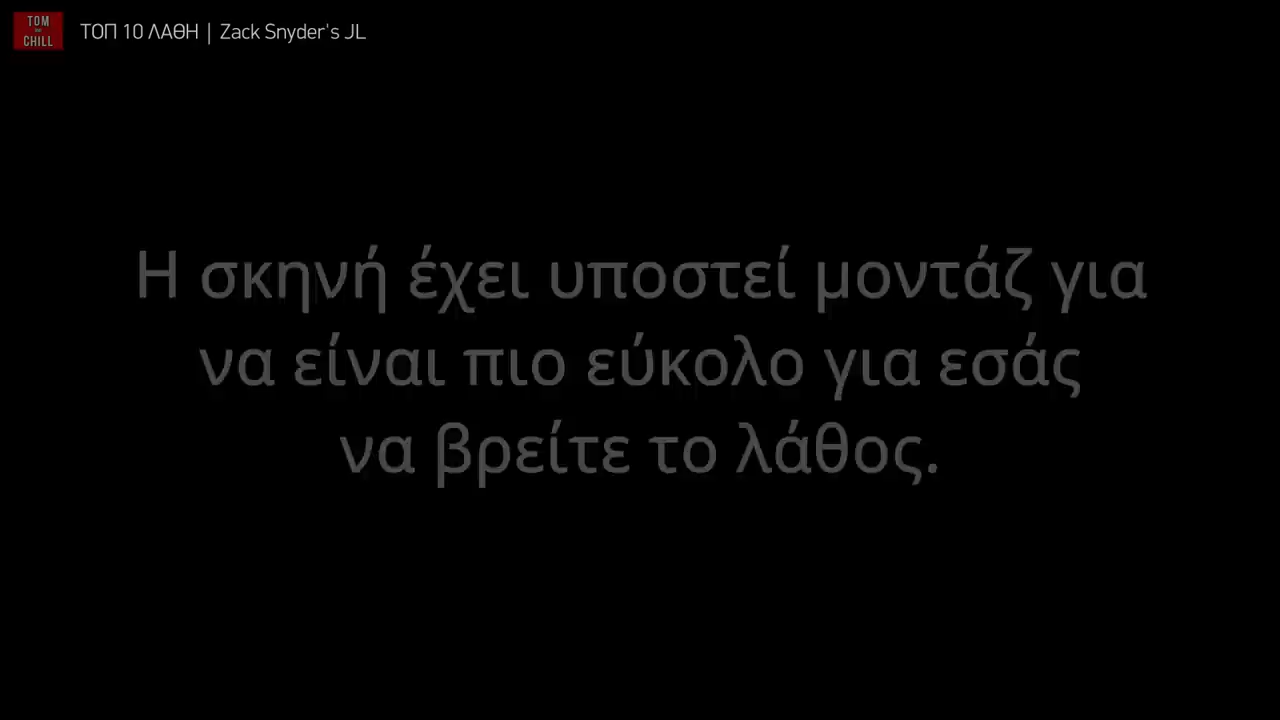 TOM
CHILL
ΤΟΠ 10 ΛΑΘΗ | Zack Snyder's JL
Η σκηνή έχει υποστεί μοντάζ για
να είναι πιο εύκολο για εσάς
να βρείτε το λάθος.